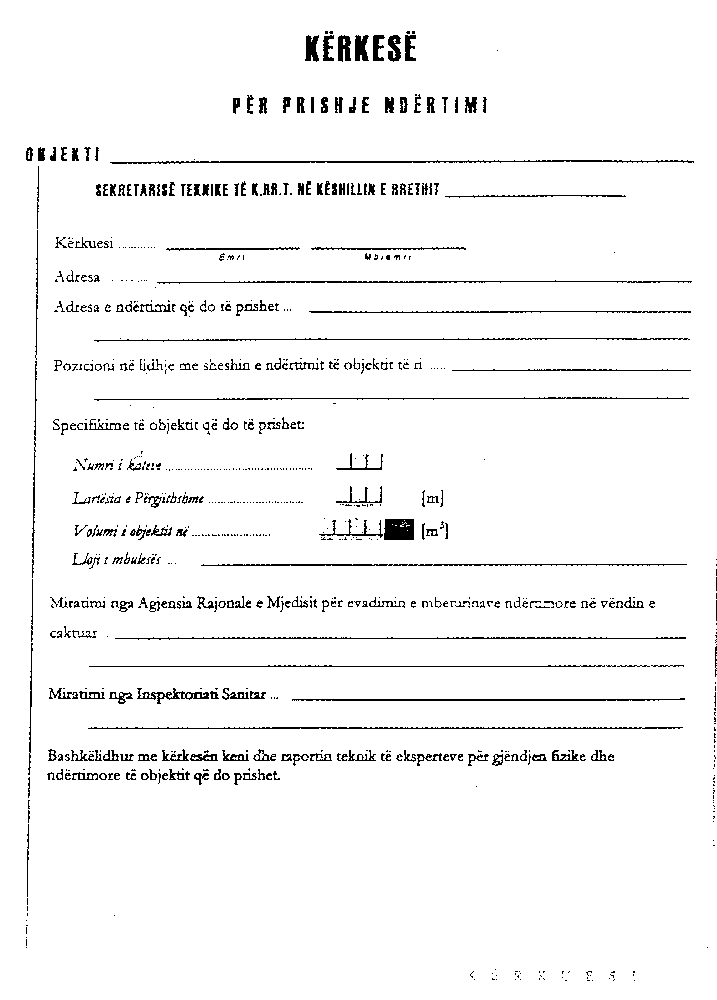 KËRKESË
PËR PRISHJE NDËRTIMI
OBJEKTI
SEKRETARISË TEKNIKE TË K.RR.T. NË KËSHILLIN E RRETHIT
Kërkuesi ...........
Emri Mbiemri
Adresa ..............
Adresa e ndërtimit që do të prishet ...
Pozicioni në lidhje me sheshin e ndërtimit të objektit të ri ......
Specifikime të objektit që do të prishet:
Numri i kateve ................................................
Lartësia e Përgjithshme ...............................
[m]
Volumi i objektit në .........................
[m³]
Lloji i mbulesës ....
Miratimi nga Agjensia Rajonale e Mjedisit për evadimin e mbeturinave ndërtimore në vëndin e
caktuar ...
Miratimi nga Inspektoriati Sanitar ...
Bashkëlidhur me kërkesën keni dhe raportin teknik të eksperteve për gjëndjen fizike dhe
ndërtimore të objektit që do prishet.
KËRKUESI